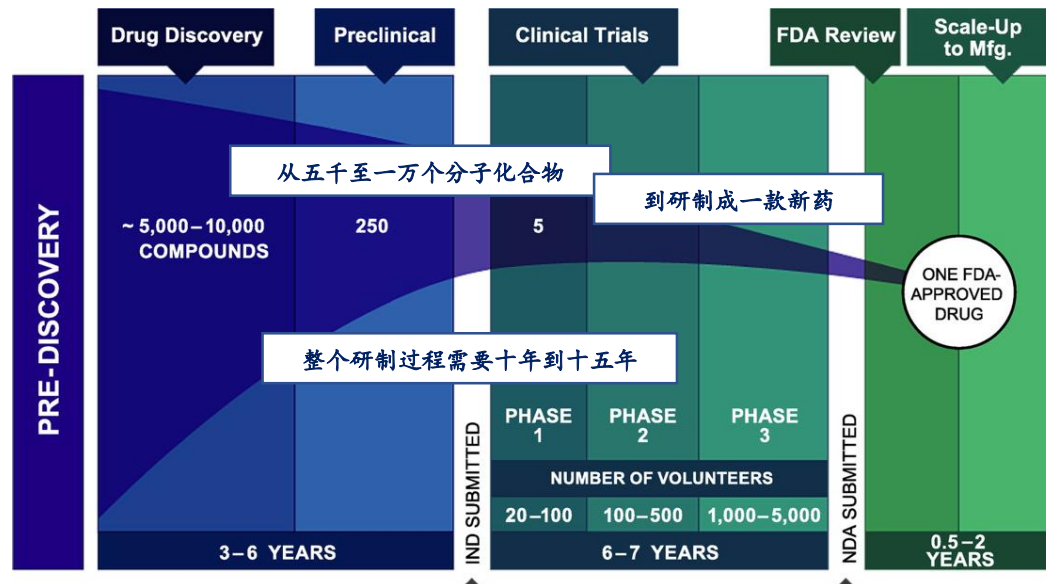 Drug Discovery
Preclinical
Clinical Trials
FDA Review
Scale-Up
to Mfg.
PRE-DISCOVERY
从五千至一万个分子化合物
到研制成一款新药
~ 5,000–10,000
COMPOUNDS
250
5
ONE FDA-
APPROVED
DRUG
整个研制过程需要十年到十五年
IND SUBMITTED
PHASE
1
PHASE
2
PHASE
3
NUMBER OF VOLUNTEERS
20–100
100–500
1,000–5,000
NDA SUBMITTED
3–6 YEARS
6–7 YEARS
0.5–2
YEARS